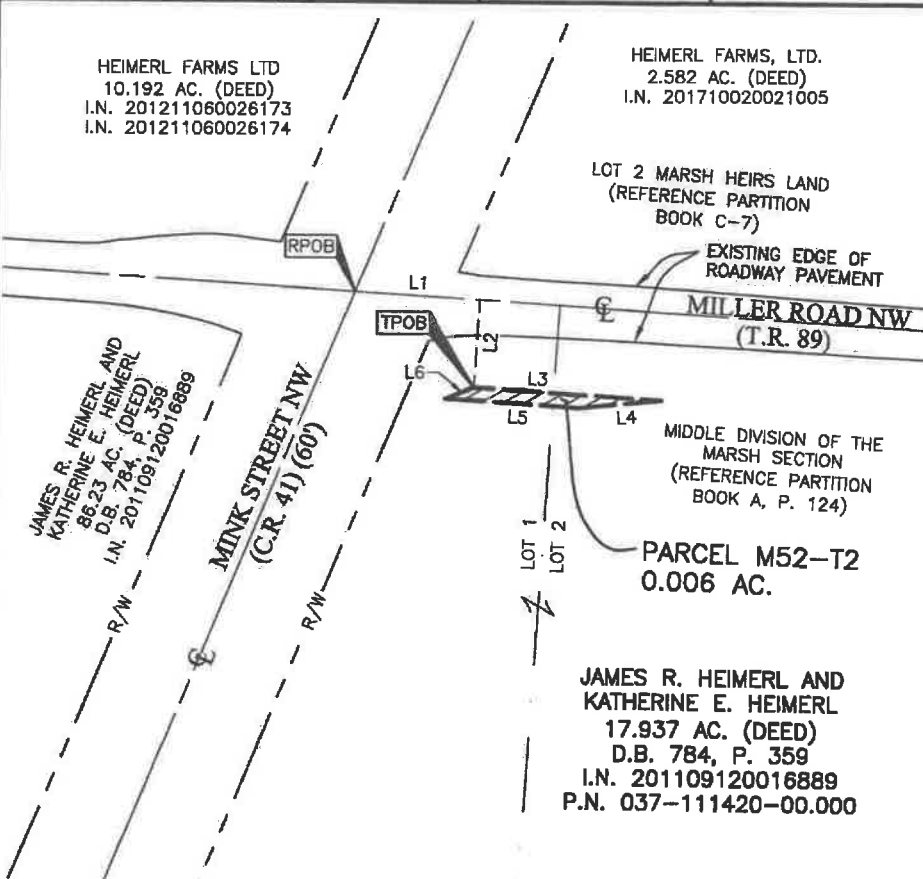 HEIMERL FARMS LTD
10.192 AC. (DEED)
I.N. 201211060026173
I.N. 201211060026174
HEIMERL FARMS, LTD.
2.582 AC. (DEED)
I.N. 201710020021005
LOT 2 MARSH HEIRS LAND
(REFERENCE PARTITION
BOOK C-7)
EXISTING EDGE OF
ROADWAY PAVEMENT
RPOB
L1
CL
MILLER ROAD NW
(T.R. 89)
TPOB
L2
L6
L3
L5
L4
JAMES R. HEIMERL AND
KATHERINE E. HEIMERL
86.23 AC. (DEED)
D.B. 784, P. 359
I.N. 201109120016889
MINK STREET NW
(C.R. 41) (60')
MIDDLE DIVISION OF THE
MARSH SECTION
(REFERENCE PARTITION
BOOK A, P. 124)
LOT 1
LOT 2
PARCEL M52-T2
0.006 AC.
R/W
R/W
CL
Z
JAMES R. HEIMERL AND
KATHERINE E. HEIMERL
17.937 AC. (DEED)
D.B. 784, P. 359
I.N. 201109120016889
P.N. 037-111420-00.000